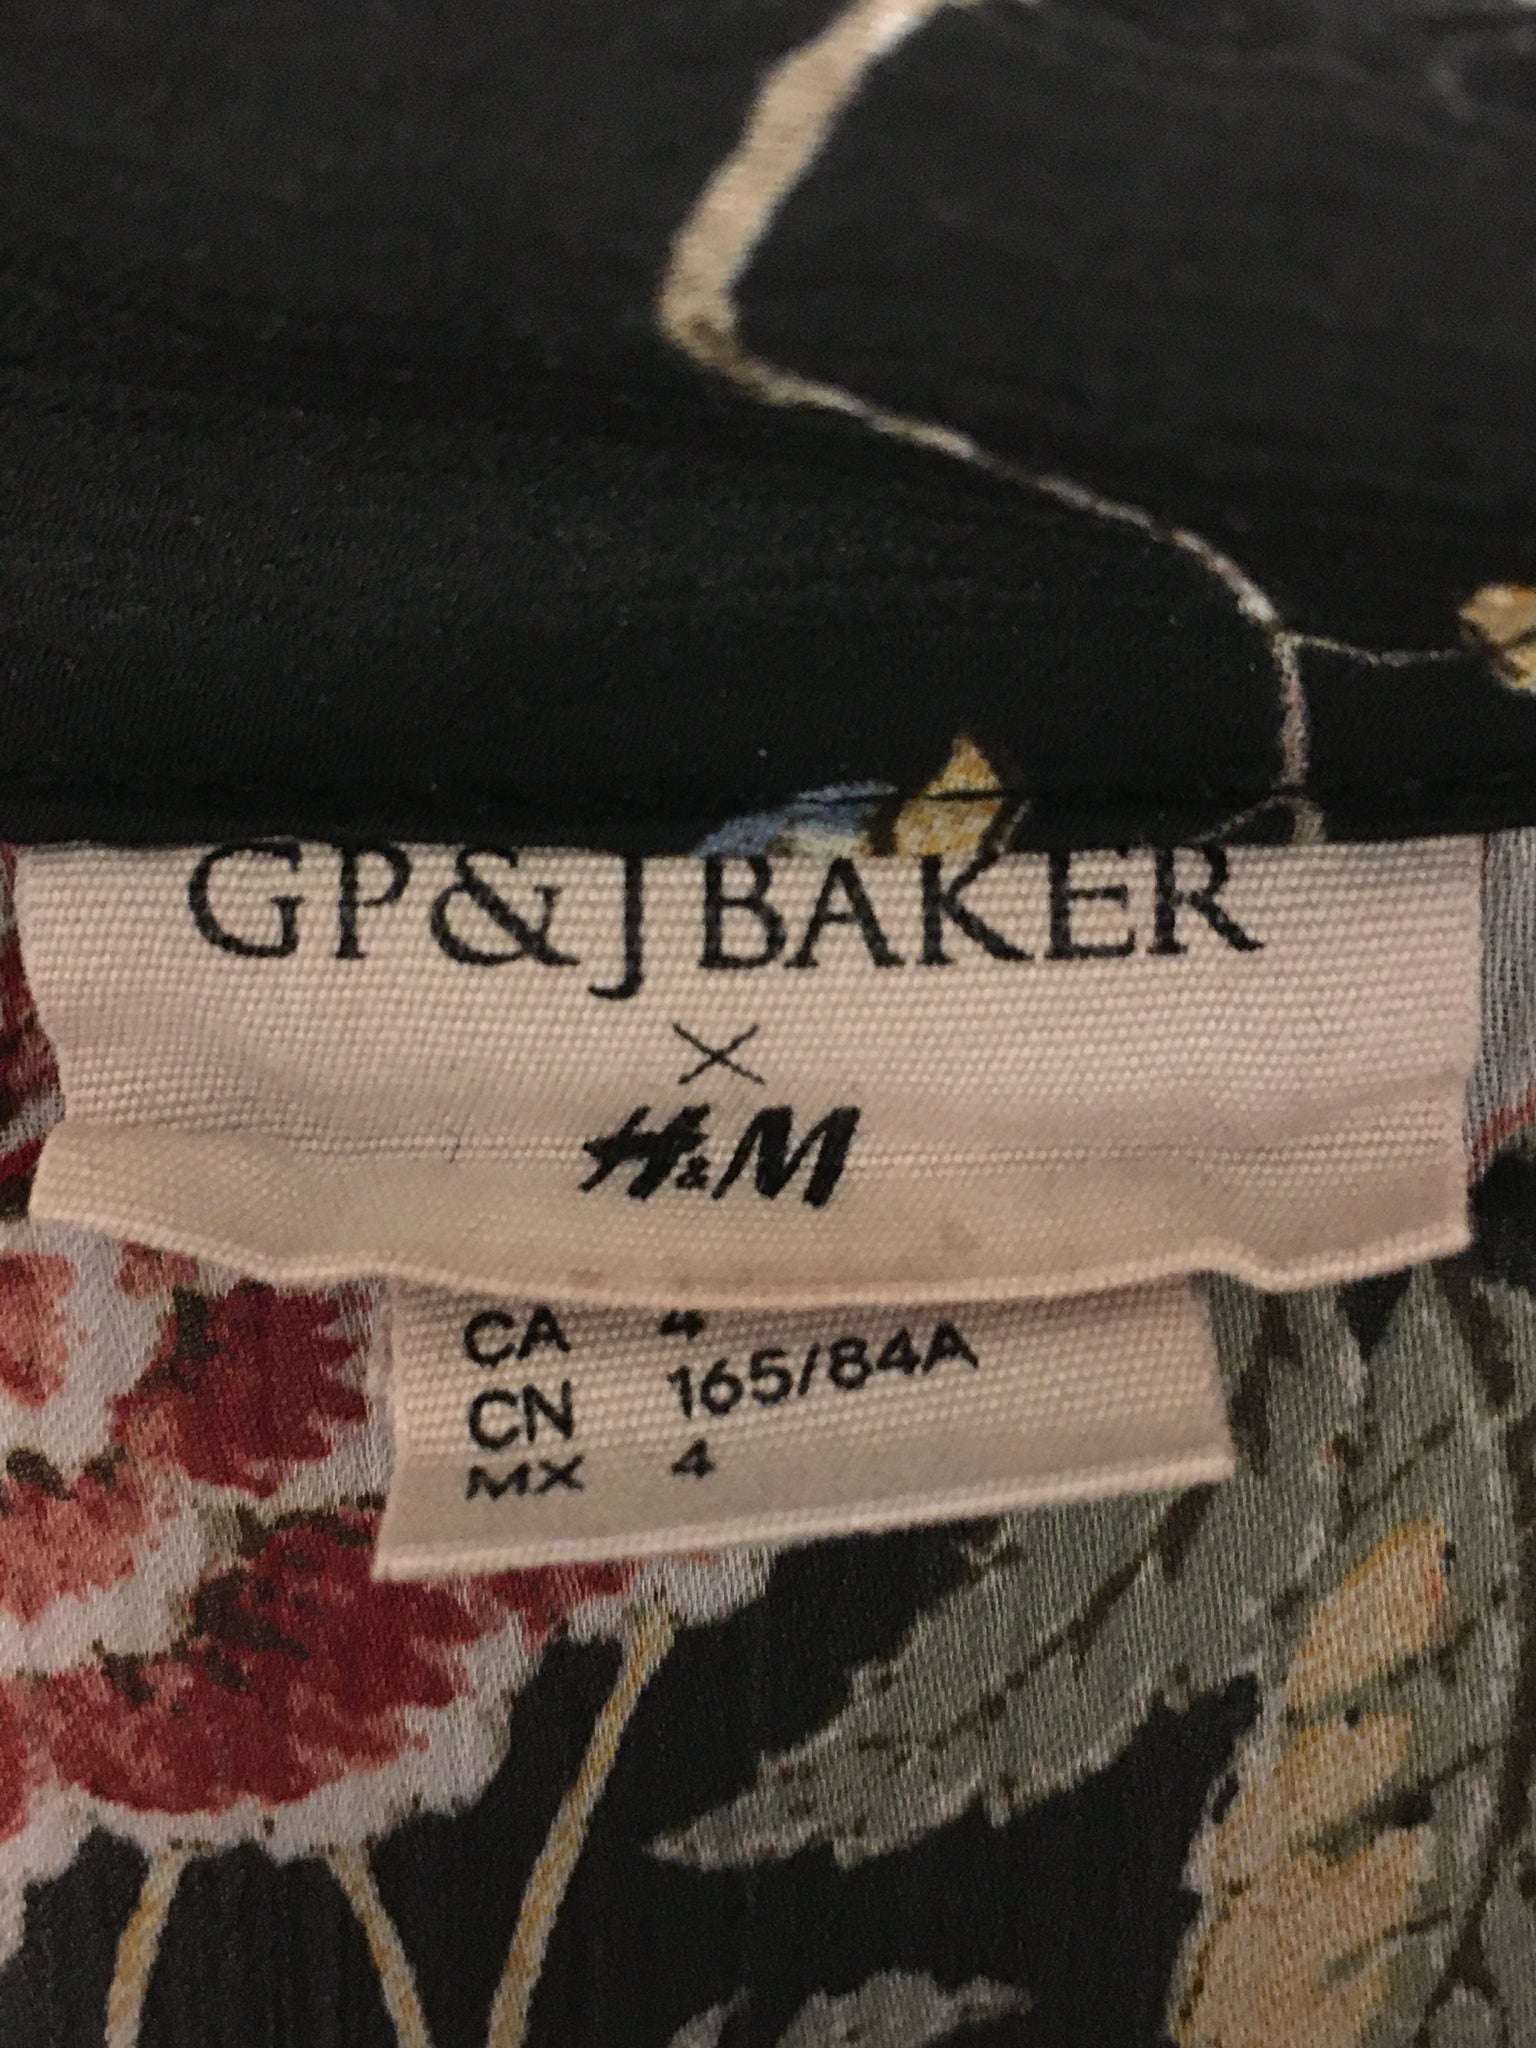 GP&J BAKER
×
H&M
CA 4
CN 165/84A
MX 4